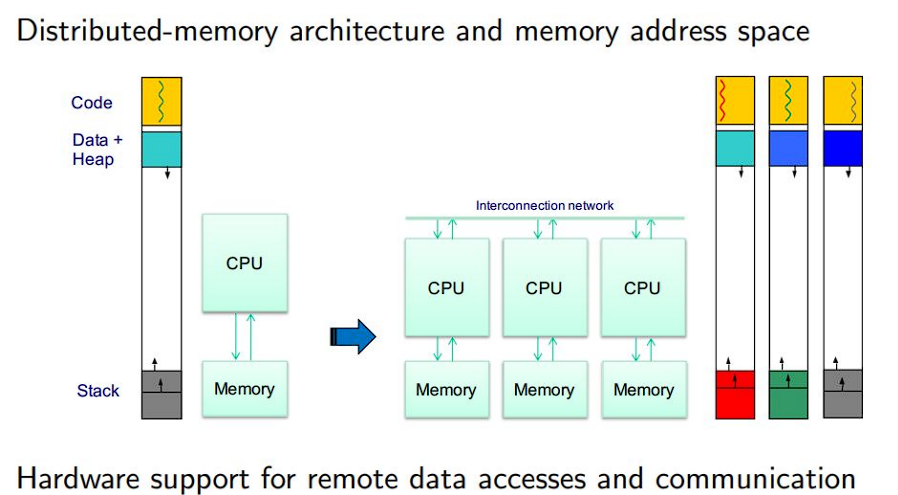 Distributed-memory architecture and memory address space
Code
Data +
Heap
Interconnection network
CPU
CPU
CPU
CPU
Stack
Memory
Memory
Memory
Memory
Hardware support for remote data accesses and communication